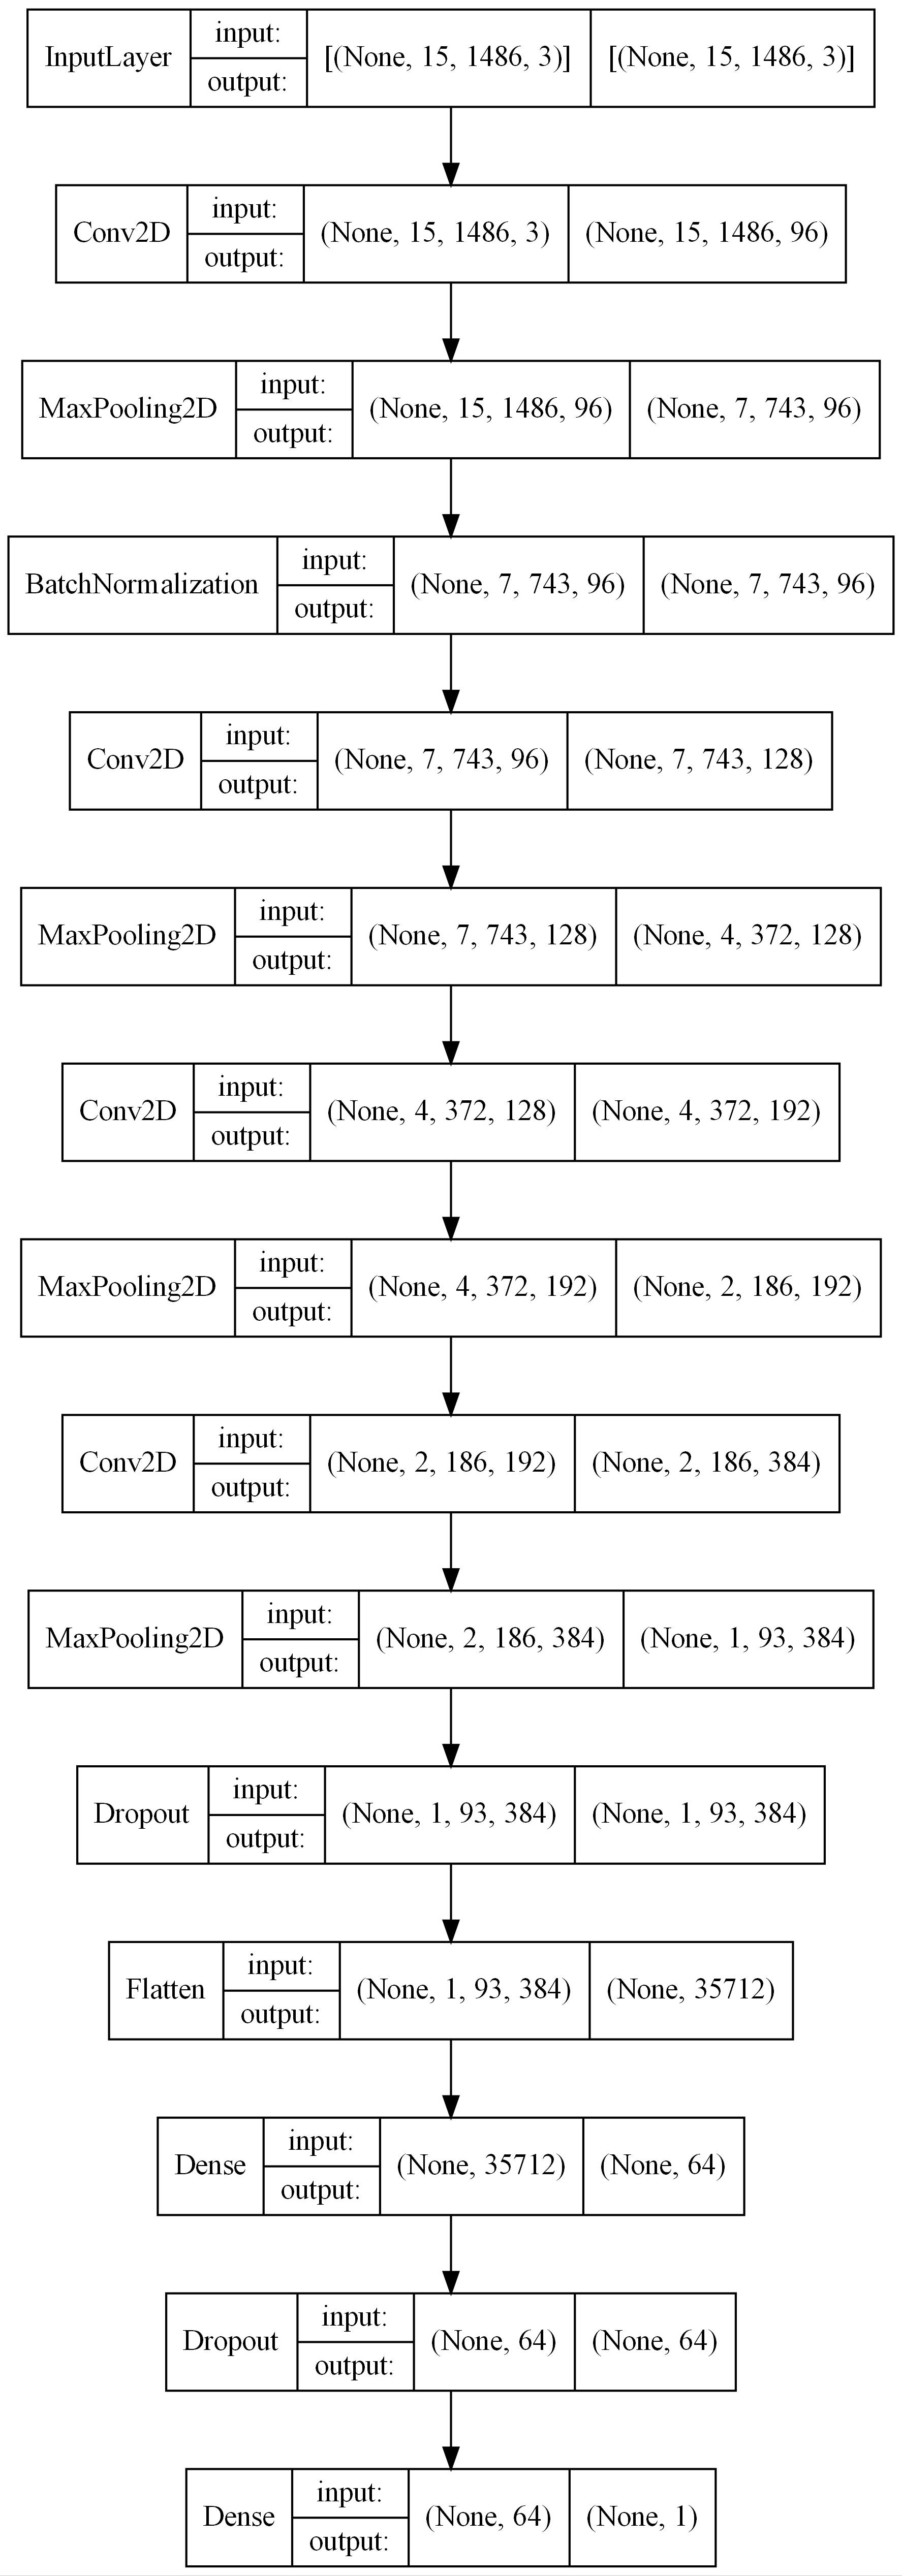 InputLayer input: output: [(None, 15, 1486, 3)] [(None, 15, 1486, 3)]
Conv2D input: output: (None, 15, 1486, 3) (None, 15, 1486, 96)
MaxPooling2D input: output: (None, 15, 1486, 96) (None, 7, 743, 96)
BatchNormalization input: output: (None, 7, 743, 96) (None, 7, 743, 96)
Conv2D input: output: (None, 7, 743, 96) (None, 7, 743, 128)
MaxPooling2D input: output: (None, 7, 743, 128) (None, 4, 372, 128)
Conv2D input: output: (None, 4, 372, 128) (None, 4, 372, 192)
MaxPooling2D input: output: (None, 4, 372, 192) (None, 2, 186, 192)
Conv2D input: output: (None, 2, 186, 192) (None, 2, 186, 384)
MaxPooling2D input: output: (None, 2, 186, 384) (None, 1, 93, 384)
Dropout input: output: (None, 1, 93, 384) (None, 1, 93, 384)
Flatten input: output: (None, 1, 93, 384) (None, 35712)
Dense input: output: (None, 35712) (None, 64)
Dropout input: output: (None, 64) (None, 64)
Dense input: output: (None, 64) (None, 1)